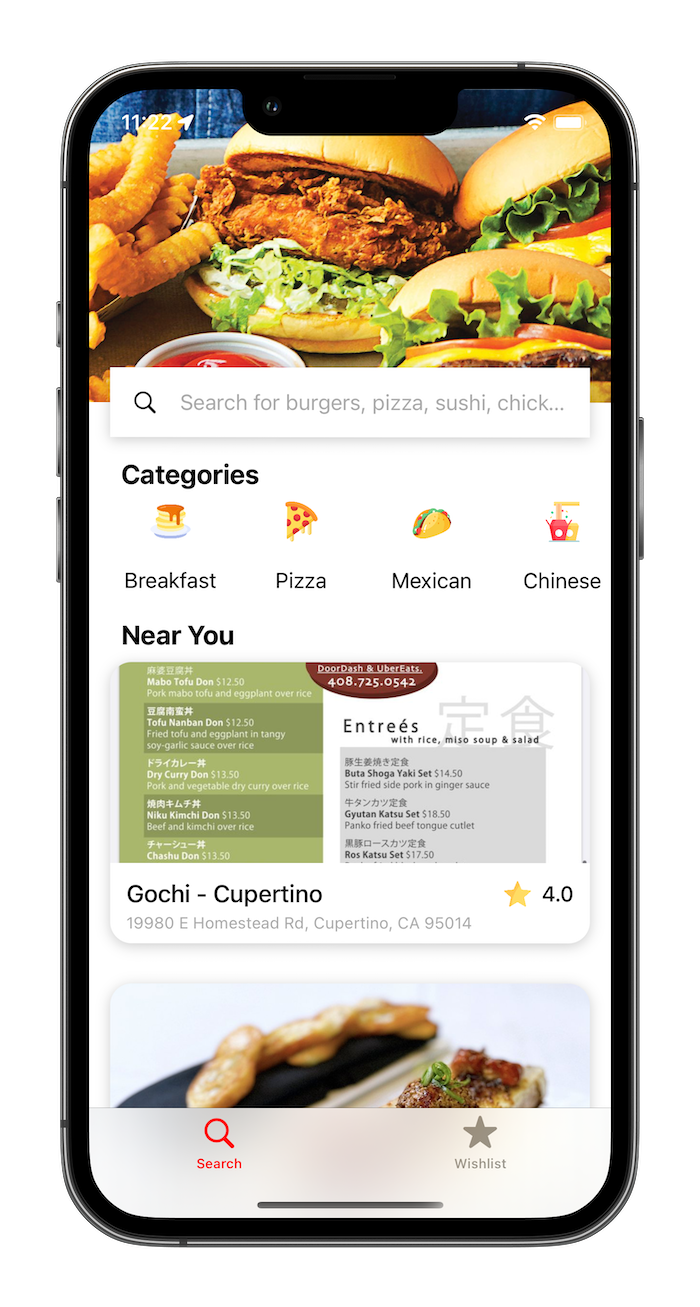 11:22
Search for burgers, pizza, sushi, chick...
Categories
Breakfast
Pizza
Mexican
Chinese
Near You
麻婆豆腐丼
Mabo Tofu Don $12.50
Pork mabo tofu and eggplant over rice
豆腐南蛮丼
Tofu Nanban Don $12.50
Fried tofu and eggplant in tangy
soy-garlic sauce over rice
ドライカレー丼
Dry Curry Don $13.50
Pork and vegetable dry curry over rice
焼肉キムチ丼
Niku Kimchi Don $13.50
Beef and kimchi over rice
チャーシュー丼
Chashu Don $13.50
DoorDash & UberEats.
408.725.0542
定食
Entreés
with rice, miso soup & salad
豚生姜焼き定食
Buta Shoga Yaki Set $14.50
Stir fried side pork in ginger sauce
牛タンカツ定食
Gyutan Katsu Set $18.50
Panko fried beef tongue cutlet
黒豚ロースカツ定食
Ros Katsu Set $17.50
Gochi - Cupertino
4.0
19980 E Homestead Rd, Cupertino, CA 95014
Search
Wishlist